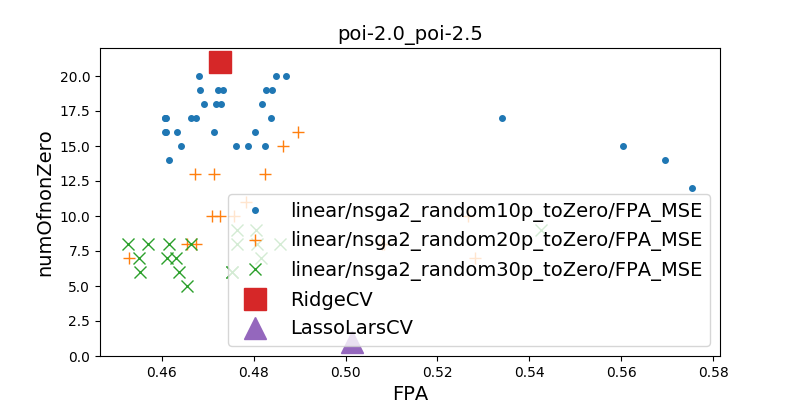 poi-2.0_poi-2.5
numOfnonZero
20.0
17.5
15.0
12.5
10.0
7.5
5.0
2.5
0.0
linear/nsga2_random10p_toZero/FPA_MSE
linear/nsga2_random20p_toZero/FPA_MSE
linear/nsga2_random30p_toZero/FPA_MSE
RidgeCV
LassoLarsCV
0.46 0.48 0.50 0.52 0.54 0.56 0.58
FPA